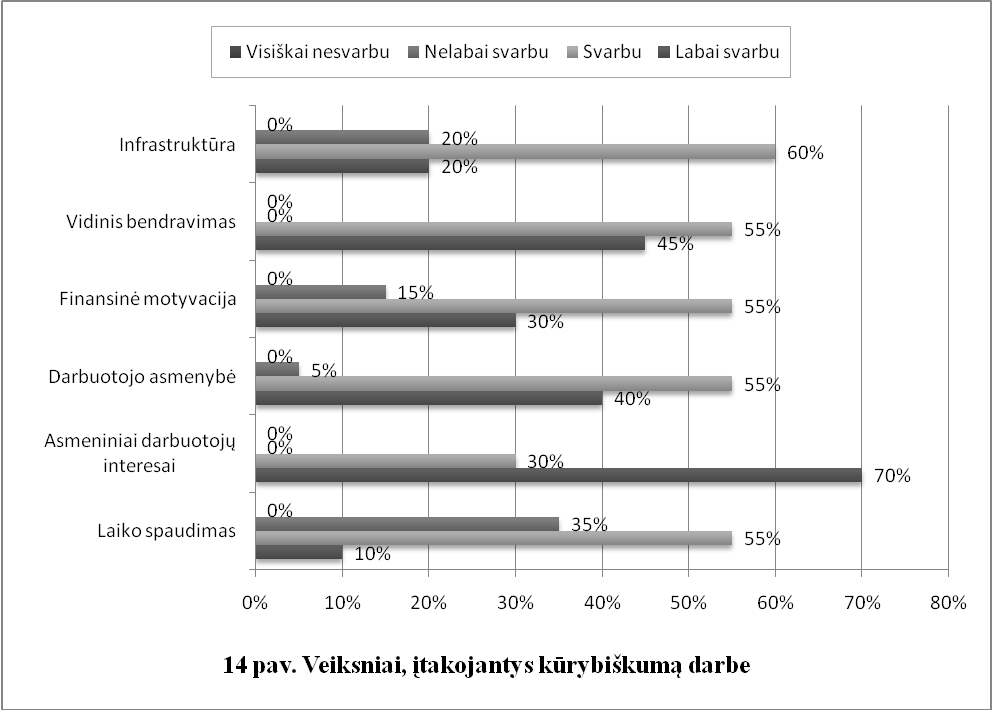 Visiškai nesvarbu Nelabai svarbu Svarbu Labai svarbu
Infrastruktūra
0%
20%
60%
20%
Vidinis bendravimas
0%
0%
55%
45%
Finansinė motyvacija
0%
15%
55%
30%
Darbuotojo asmenybė
0%
5%
55%
40%
Asmeniniai darbuotojų
interesai
0%
0%
30%
70%
Laiko spaudimas
0%
35%
55%
10%
0% 10% 20% 30% 40% 50% 60% 70% 80%
14 pav. Veiksniai, įtakojantys kūrybiškumą darbe